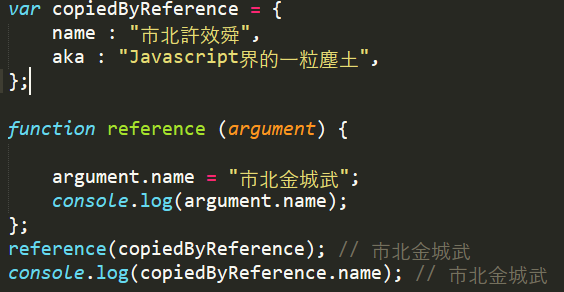 var copiedByReference = {
name : "市北許效舜",
aka : "Javascript界的一粒塵土",
};
function reference (argument) {
argument.name = "市北金城武";
console.log(argument.name);
};
reference(copiedByReference); // 市北金城武
console.log(copiedByReference.name); // 市北金城武